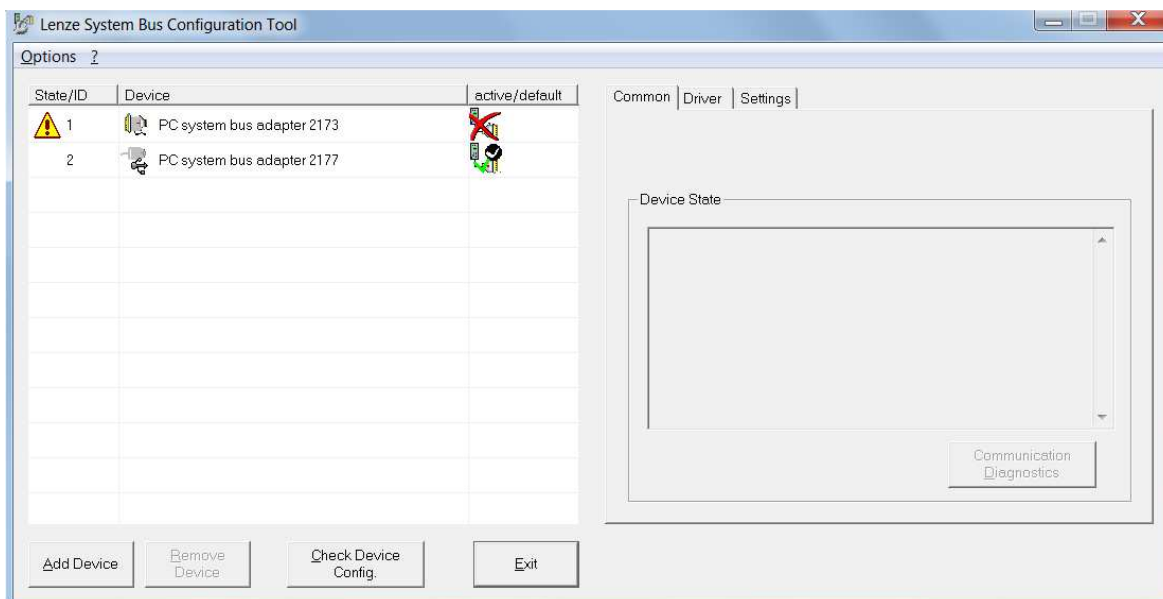 Lenze System Bus Configuration Tool
Options ?
State/ID Device active/default
1 PC system bus adapter 2173
2 PC system bus adapter 2177
Common Driver Settings
Device State
Communication
Diagnostics
Add Device
Remove
Device
Check Device
Config.
Exit